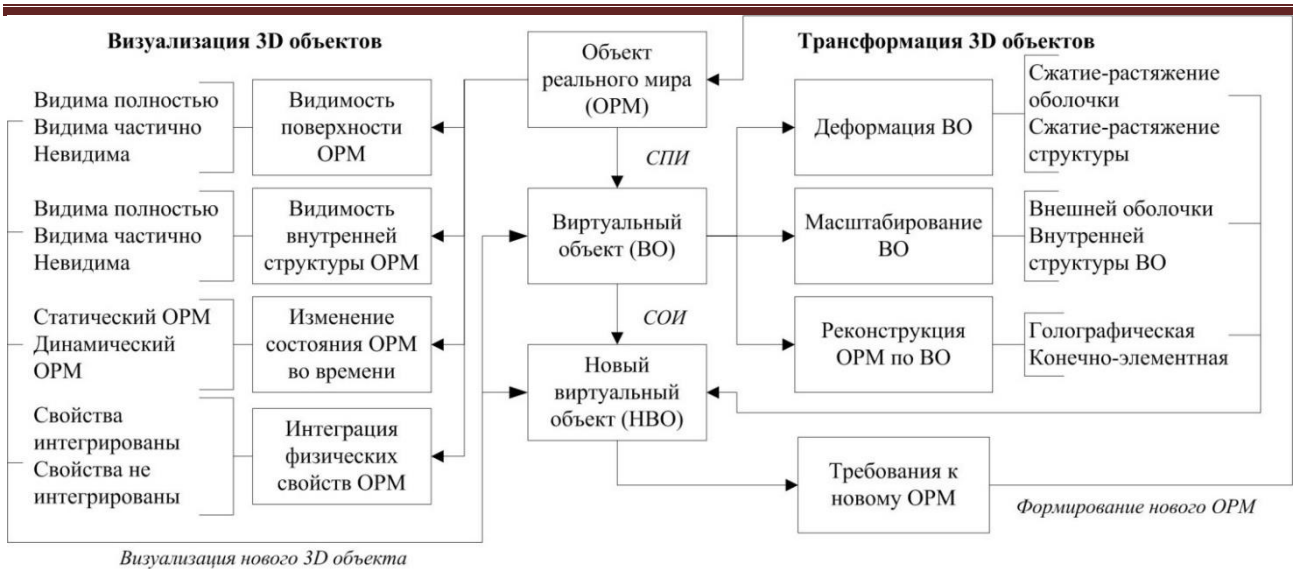 Визуализация 3D объектов
Видима полностью
Видима частично
Невидима
Видимость
поверхности
ОРМ
Видима полностью
Видима частично
Невидима
Видимость
внутренней
структуры ОРМ
Статический ОРМ
Динамический
ОРМ
Изменение
состояния ОРМ
во времени
Свойства
интегрированы
Свойства не
интегрированы
Интеграция
физических
свойств ОРМ
Визуализация нового 3D объекта
Объект
реального мира
(ОРМ)
СПИ
Виртуальный
объект (ВО)
СОИ
Новый
виртуальный
объект (НВО)
Трансформация 3D объектов
Деформация ВО
Сжатие-растяжение
оболочки
Сжатие-растяжение
структуры
Масштабирование
ВО
Внешней оболочки
Внутренней
структуры ВО
Реконструкция
ОРМ по ВО
Голографическая
Конечно-элементная
Требования к
новому ОРМ
Формирование нового ОРМ